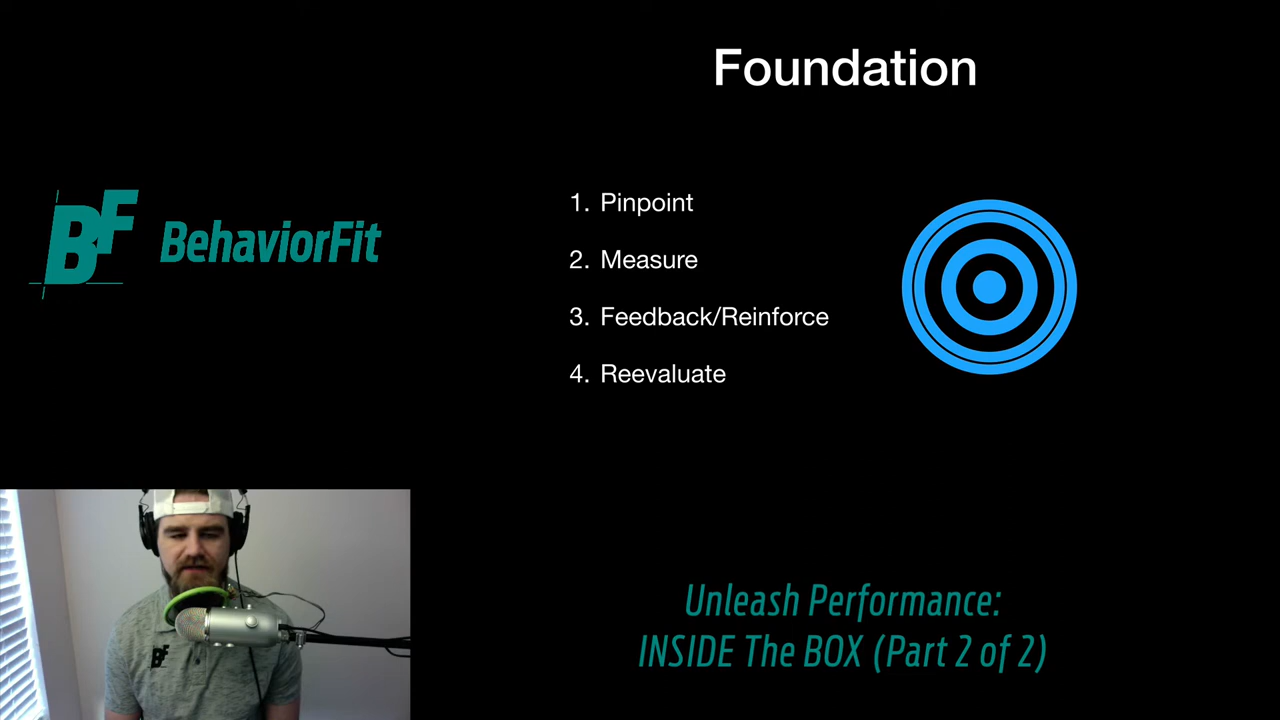 Foundation
BF BehaviorFit
1. Pinpoint
2. Measure
3. Feedback/Reinforce
4. Reevaluate
BF
Unleash Performance:
INSIDE The BOX (Part 2 of 2)